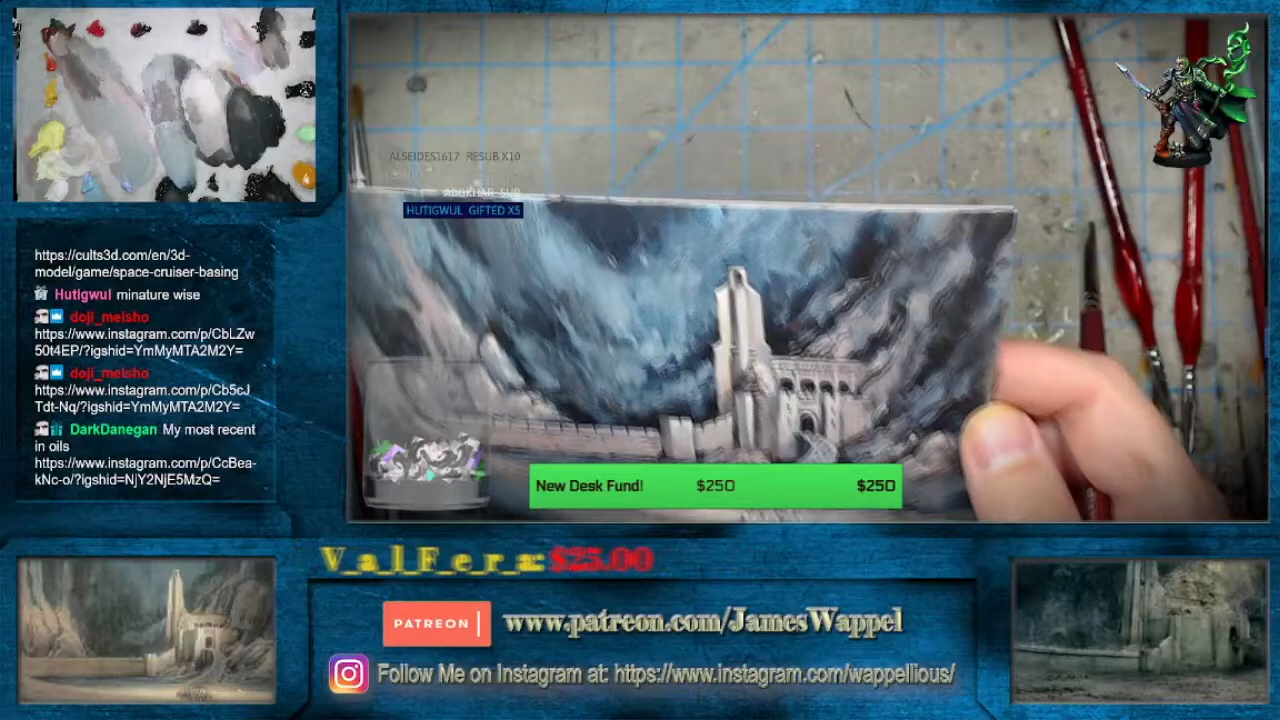 ALSEIDES1617 RESUB X10
HUTIGWUL GIFTED X5
https://cults3d.com/en/3d-
model/game/space-cruiser-basing
Hutigwul minature wise
doji_meisho
https://www.instagram.com/p/CbLZw
50t4EP/?igshid=YmMyMTA2M2Y=
doji_meisho
https://www.instagram.com/p/Cb5cJ
Tdt-Nq/?igshid=YmMyMTA2M2Y=
DarkDanegan My most recent
in oils
https://www.instagram.com/p/CcBea-
kNc-o/?igshid=NjY2NjE5MzQ=
New Desk Fund! $250 $250
V_a_l_F_e_r_a: $25.00
PATREON www.patreon.com/JamesWappel
Follow Me on Instagram at: https://www.instagram.com/wappellious/